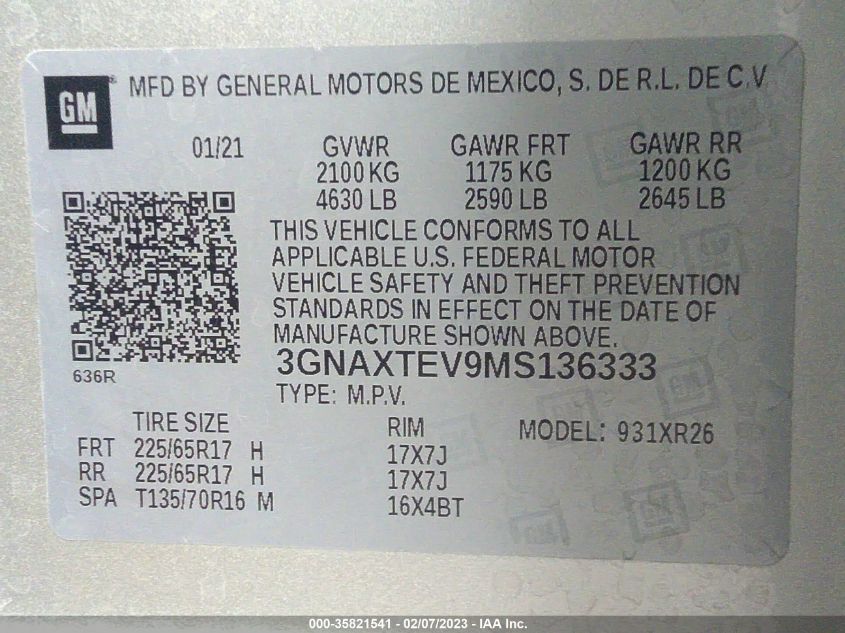 GM ® MFD BY GENERAL MOTORS DE MEXICO, S. DE R.L. DE C.V
01/21 GVWR GAWR FRT GAWR RR
2100 KG 1175 KG 1200 KG
4630 LB 2590 LB 2645 LB
THIS VEHICLE CONFORMS TO ALL
APPLICABLE U.S. FEDERAL MOTOR
VEHICLE SAFETY AND THEFT PREVENTION
STANDARDS IN EFFECT ON THE DATE OF
MANUFACTURE SHOWN ABOVE.
636R
3GNAXTEV9MS136333
TYPE: M.P.V.
TIRE SIZE RIM MODEL: 931XR26
FRT 225/65R17 H 17X7J
RR 225/65R17 H 17X7J
SPA T135/70R16 M 16X4BT
000-35821541 - 02/07/2023 - IAA Inc.